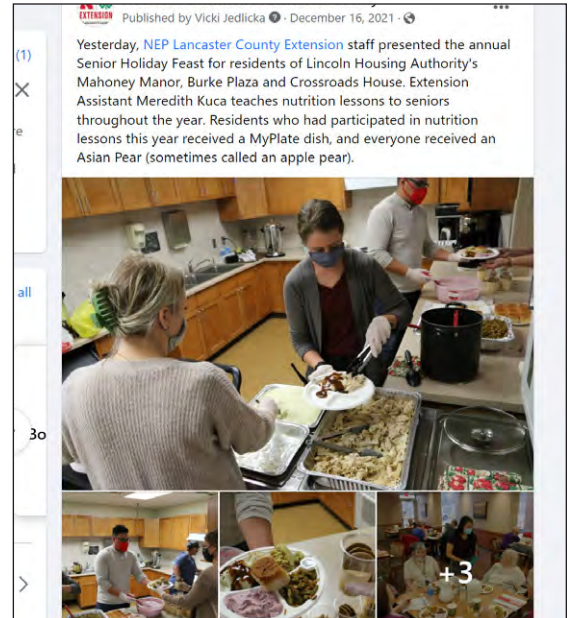 EXTENSION
Published by Vicki Jedlicka · December 16, 2021 ·
(1)
Yesterday, NEP Lancaster County Extension staff presented the annual
Senior Holiday Feast for residents of Lincoln Housing Authority's
Mahoney Manor, Burke Plaza and Crossroads House. Extension
Assistant Meredith Kuca teaches nutrition lessons to seniors
throughout the year. Residents who had participated in nutrition
lessons this year received a MyPlate dish, and everyone received an
Asian Pear (sometimes called an apple pear).
all
Bo
+3